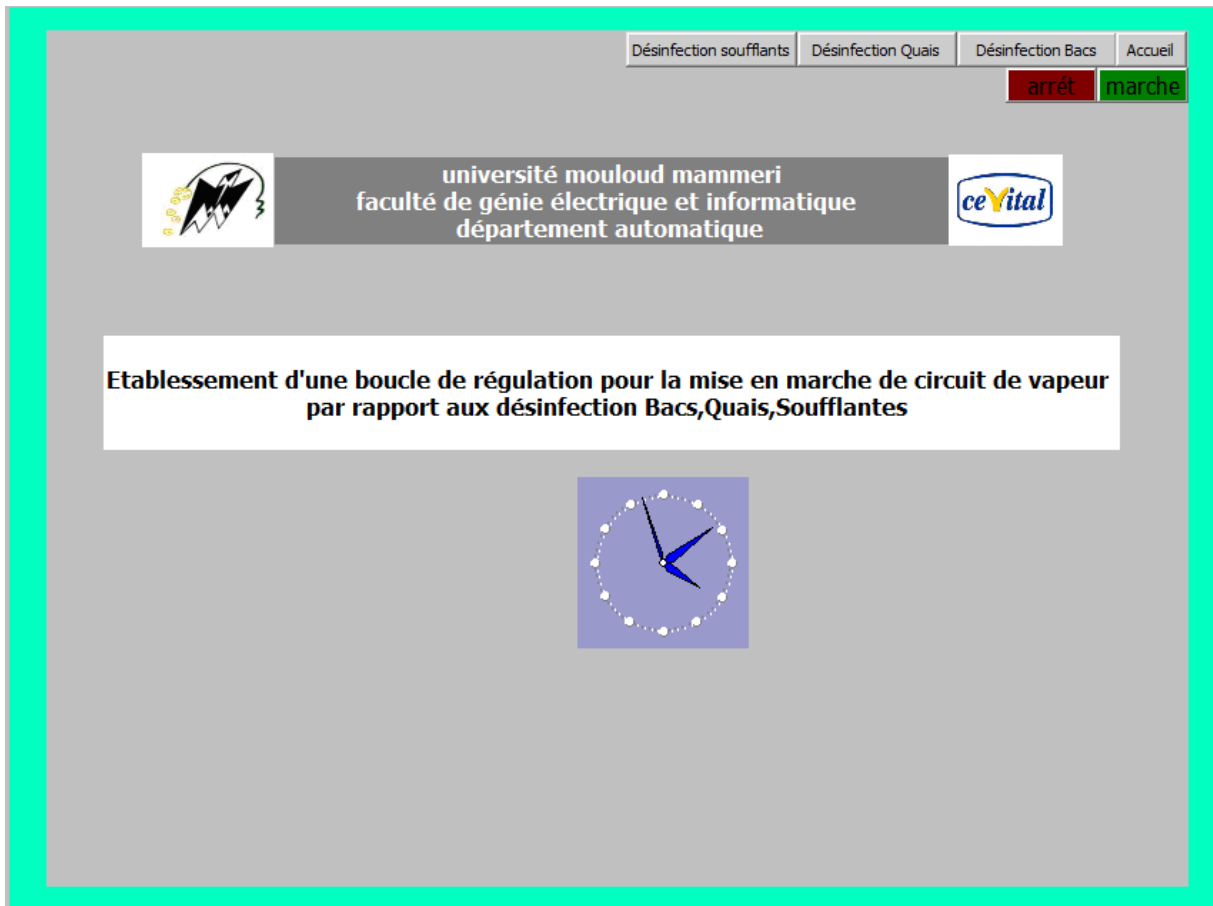 Désinfection soufflants Désinfection Quais Désinfection Bacs Accueil
arrét marche
université mouloud mammeri
faculté de génie électrique et informatique
département automatique
ceVital
Etablessement d'une boucle de régulation pour la mise en marche de circuit de vapeur
par rapport aux désinfection Bacs,Quais,Soufflantes